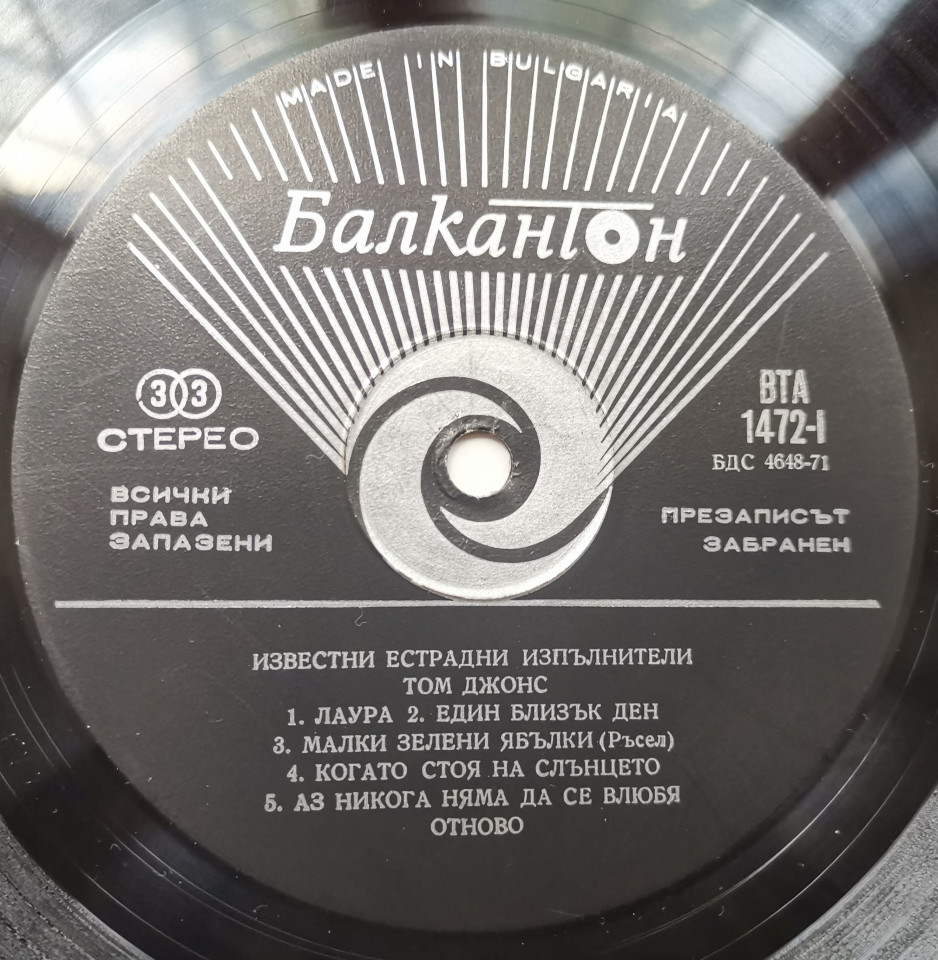 MADE IN BULGARIA
Балкантон
33
СТЕРЕО
ВСИЧКИ
ПРАВА
ЗАПАЗЕНИ
ВТА
1472-I
БДС 4648-71
ПРЕЗАПИСЪТ
ЗАБРАНЕН
ИЗВЕСТНИ ЕСТРАДНИ ИЗПЪЛНИТЕЛИ
ТОМ ДЖОНС
1. ЛАУРА 2. ЕДИН БЛИЗЪК ДЕН
3. МАЛКИ ЗЕЛЕНИ ЯБЪЛКИ (Ръсел)
4. КОГАТО СТОЯ НА СЛЪНЦЕТО
5. АЗ НИКОГА НЯМА ДА СЕ ВЛЮБЯ
ОТНОВО